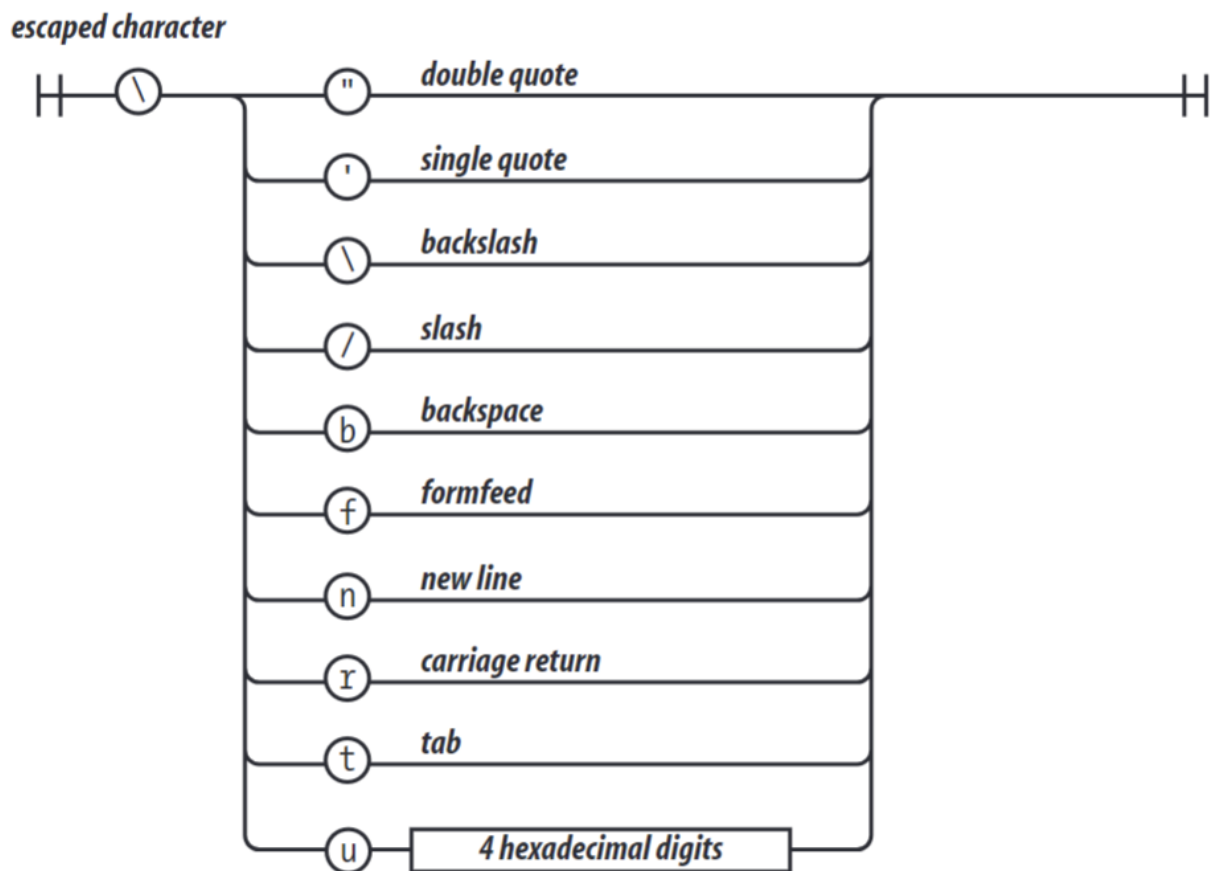 escaped character
\ " double quote
' single quote
\ backslash
/ slash
b backspace
f formfeed
n new line
r carriage return
t tab
u 4 hexadecimal digits